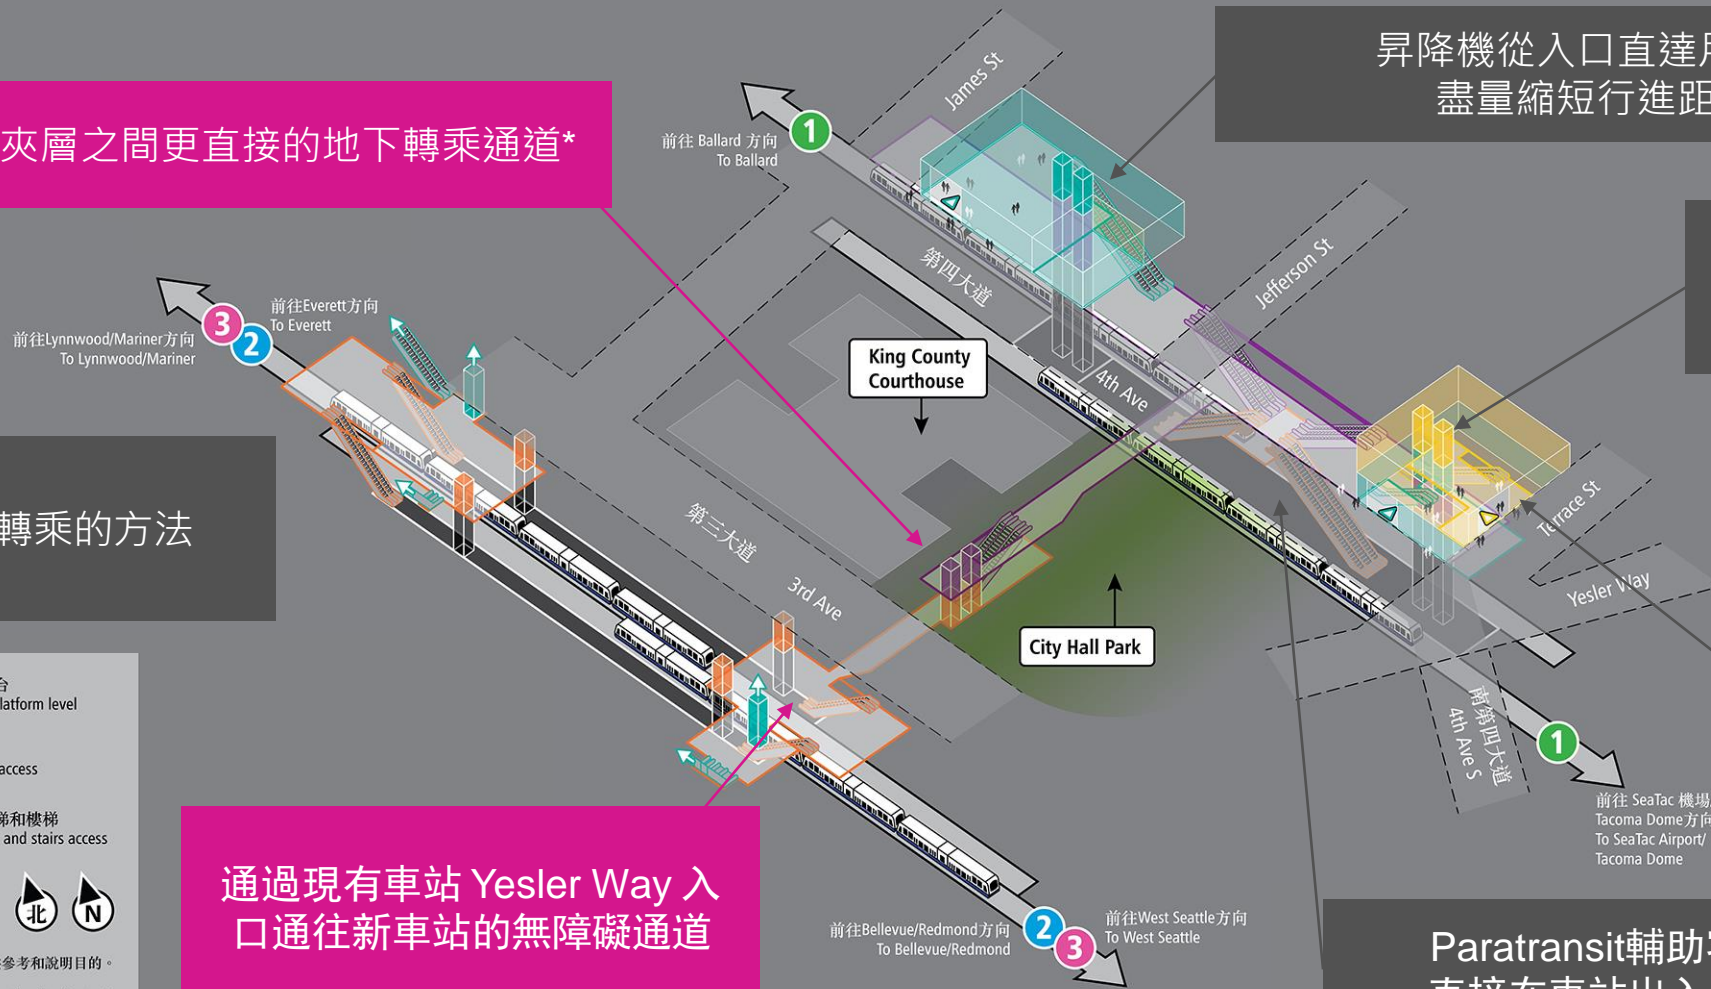 昇降機從入口直達
盡量縮短行進距
夾層之間更直接的地下轉乘通道*
前往 Ballard 方向
To Ballard
1
James St
第四大道
Jefferson St
前往Everett方向
To Everett
前往Lynnwood/Mariner方向
To Lynnwood/Mariner
3
2
King County
Courthouse
4th Ave
轉乘的方法
第三大道
3rd Ave
Terrace St
Yesler Way
City Hall Park
台
latform level
access
梯和樓梯
and stairs access
北
N
參考和說明目的。
南第四大道
4th Ave S
1
前往 SeaTac 機場
Tacoma Dome方向
To SeaTac Airport/
Tacoma Dome
通過現有車站 Yesler Way 入
口通往新車站的無障礙通道
前往Bellevue/Redmond方向
To Bellevue/Redmond
2
3
前往West Seattle方向
To West Seattle
Paratransit輔助
直接在車站出入